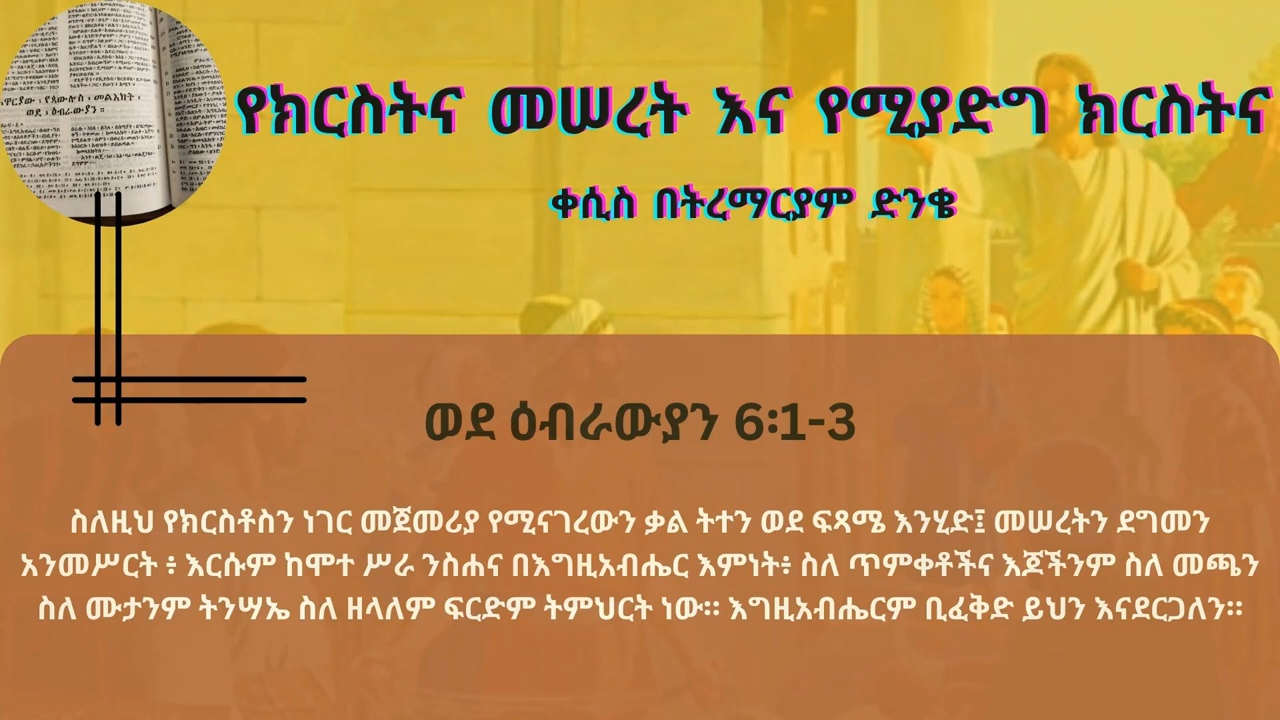 የክርስትና መሠረት እና የሚያድግ ክርስትና
ቀሲስ በትረማርያም ድንቄ
ወደ ዕብራውያን 6፡1-3
ስለዚህ የክርስቶስን ነገር መጀመሪያ የሚናገረውን ቃል ትተን ወደ ፍጻሜ እንሂድ፤ መሠረትን ደግመን
አንመሥርት ፥ እርሱም ከሞተ ሥራ ንስሐና በእግዚአብሔር እምነት፥ ስለ ጥምቀቶችና እጆችንም ስለ መጫን
ስለ ሙታንም ትንሣኤ ስለ ዘላለም ፍርድም ትምህርት ነው። እግዚአብሔርም ቢፈቅድ ይህን እናደርጋለን።